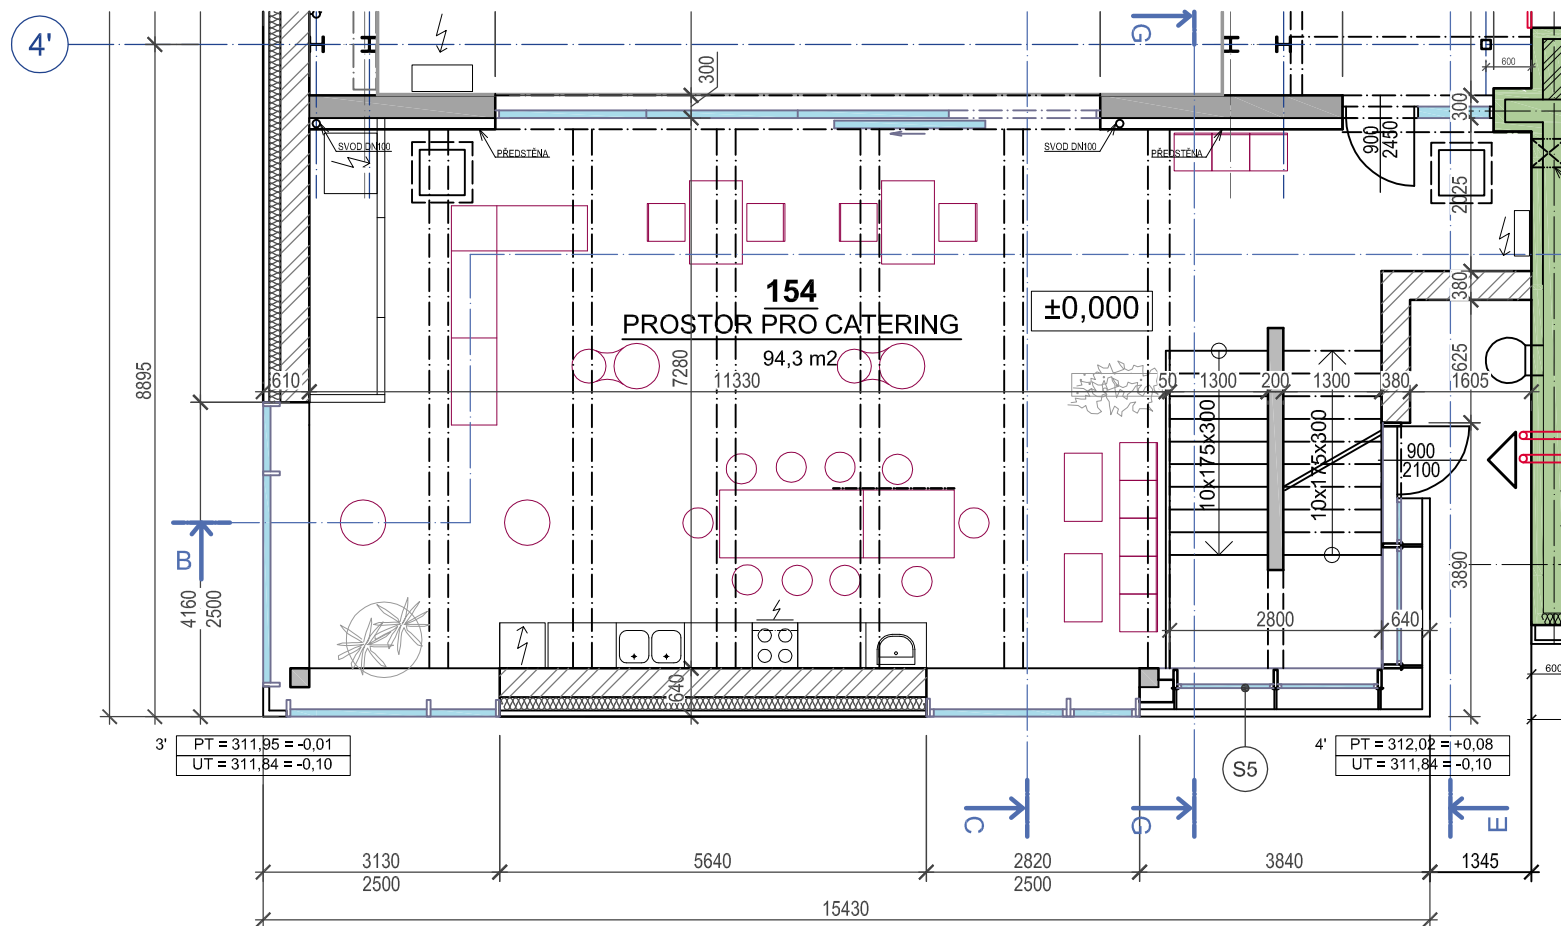 4'
G
300
600
300
SVOD DN100
PŘEDSTĚNA
SVOD DN100
PŘEDSTĚNA
900
2450
2025
154
PROSTOR PRO CATERING
94,3 m2
±0,000
380
8895
610
7280
11330
50
1300
200
1300
380
1625
1605
10x175x300
10x175x300
900
2100
B
4160
2500
3890
2800
640
640
600
3'
PT = 311,95 = -0,01
UT = 311,84 = -0,10
4'
PT = 312,02 = +0,08
UT = 311,84 = -0,10
S5
C
G
E
3130
2500
5640
2820
2500
3840
1345
15430